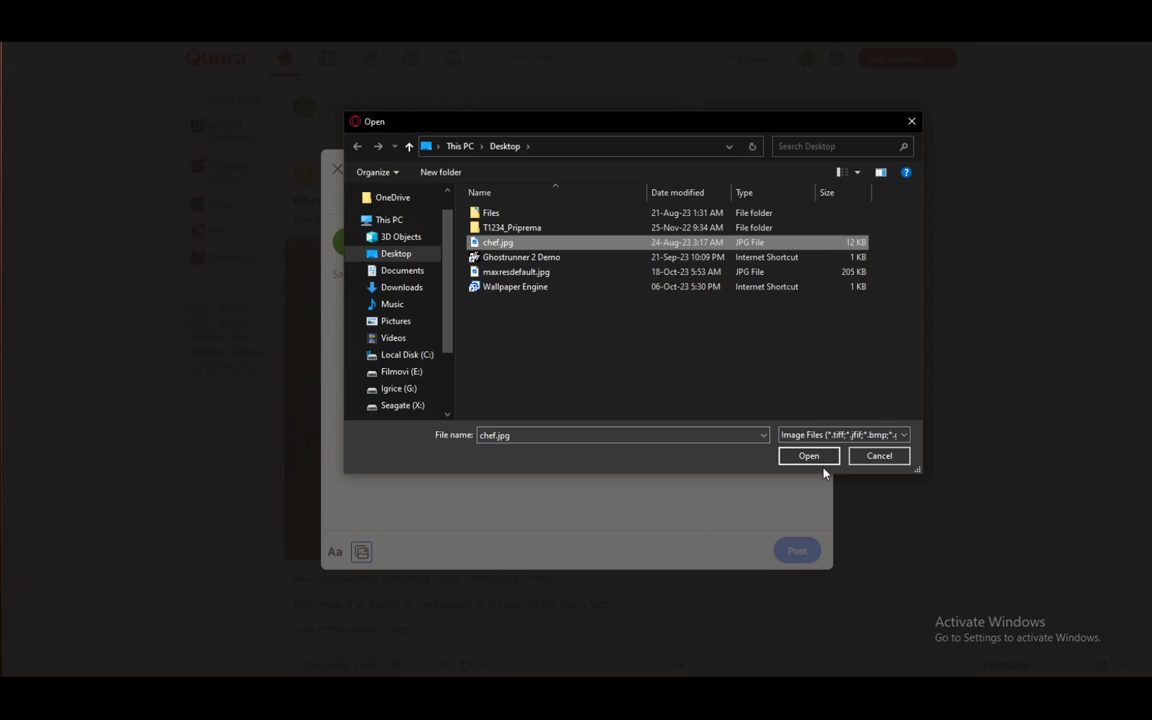 Quora
Open
This PC
Desktop
Search Desktop
Organize
New folder
Name
Date modified
Type
Size
OneDrive
This PC
3D Objects
Desktop
Documents
Downloads
Music
Pictures
Videos
Local Disk (C:)
Filmovi (E:)
Igrice (G:)
Seagate (X:)
Files 21-Aug-23 1:31 AM File folder
T1234_Priprema 25-Nov-22 9:34 AM File folder
chef.jpg 24-Aug-23 3:17 AM JPG File 12 KB
Ghostrunner 2 Demo 21-Sep-23 10:09 PM Internet Shortcut 1 KB
maxresdefault.jpg 18-Oct-23 5:53 AM JPG File 205 KB
Wallpaper Engine 06-Oct-23 5:30 PM Internet Shortcut 1 KB
File name: chef.jpg
Image Files (*.tiff;*.jfif;*.bmp;*.
Open
Cancel
Aa
Post
Activate Windows
Go to Settings to activate Windows.
Messages